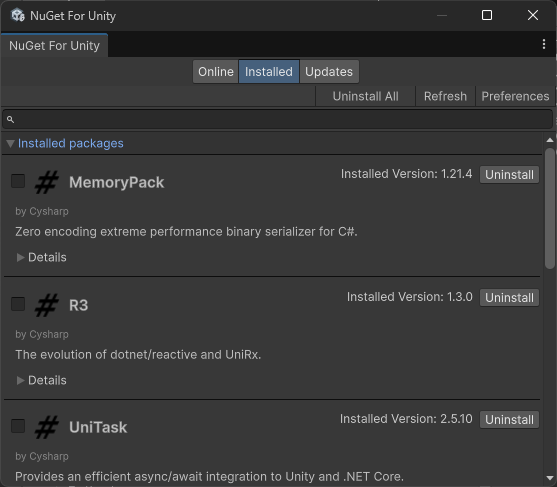 NuGet For Unity
NuGet For Unity
Online Installed Updates
Uninstall All Refresh Preferences
Installed packages
# MemoryPack Installed Version: 1.21.4 Uninstall
by Cysharp
Zero encoding extreme performance binary serializer for C#.
Details
# R3 Installed Version: 1.3.0 Uninstall
by Cysharp
The evolution of dotnet/reactive and UniRx.
Details
# UniTask Installed Version: 2.5.10 Uninstall
by Cysharp
Provides an efficient async/await integration to Unity and .NET Core.